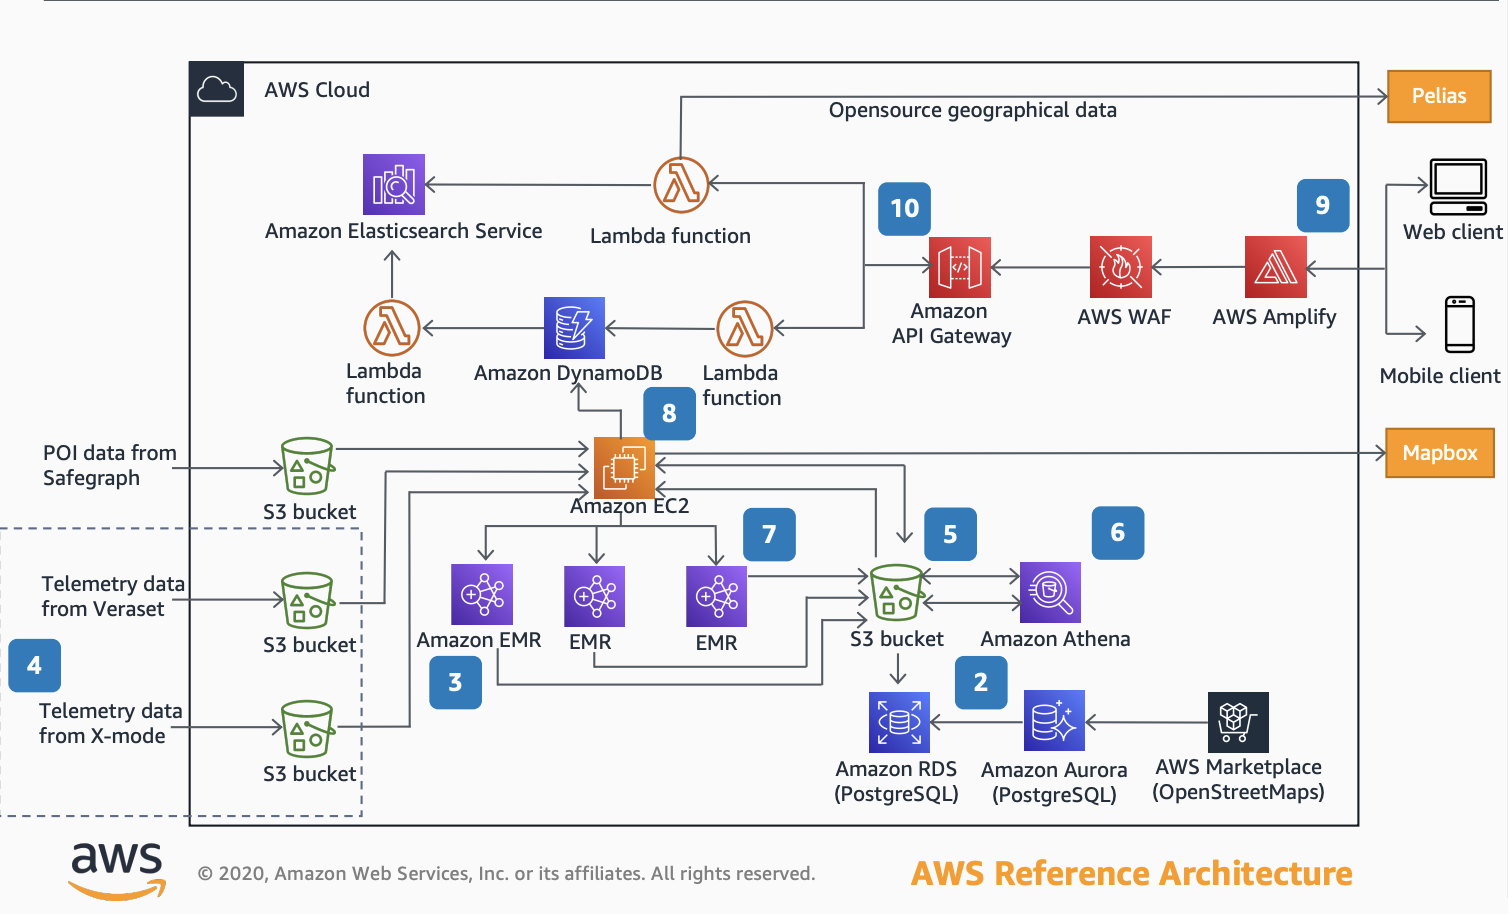 AWS Cloud
Pelias
Opensource geographical data
10
9
Amazon Elasticsearch Service
Lambda function
Web client
Amazon
API Gateway
AWS WAF
AWS Amplify
Lambda
function
Amazon DynamoDB
Lambda
function
Mobile client
8
POI data from
Safegraph
S3 bucket
Amazon EC2
Mapbox
7
5
6
Telemetry data
from Veraset
S3 bucket
Amazon EMR
EMR
EMR
S3 bucket
Amazon Athena
4
3
2
Telemetry data
from X-mode
S3 bucket
Amazon RDS
(PostgreSQL)
Amazon Aurora
(PostgreSQL)
AWS Marketplace
(OpenStreetMaps)
aws
© 2020, Amazon Web Services, Inc. or its affiliates. All rights reserved.
AWS Reference Architecture